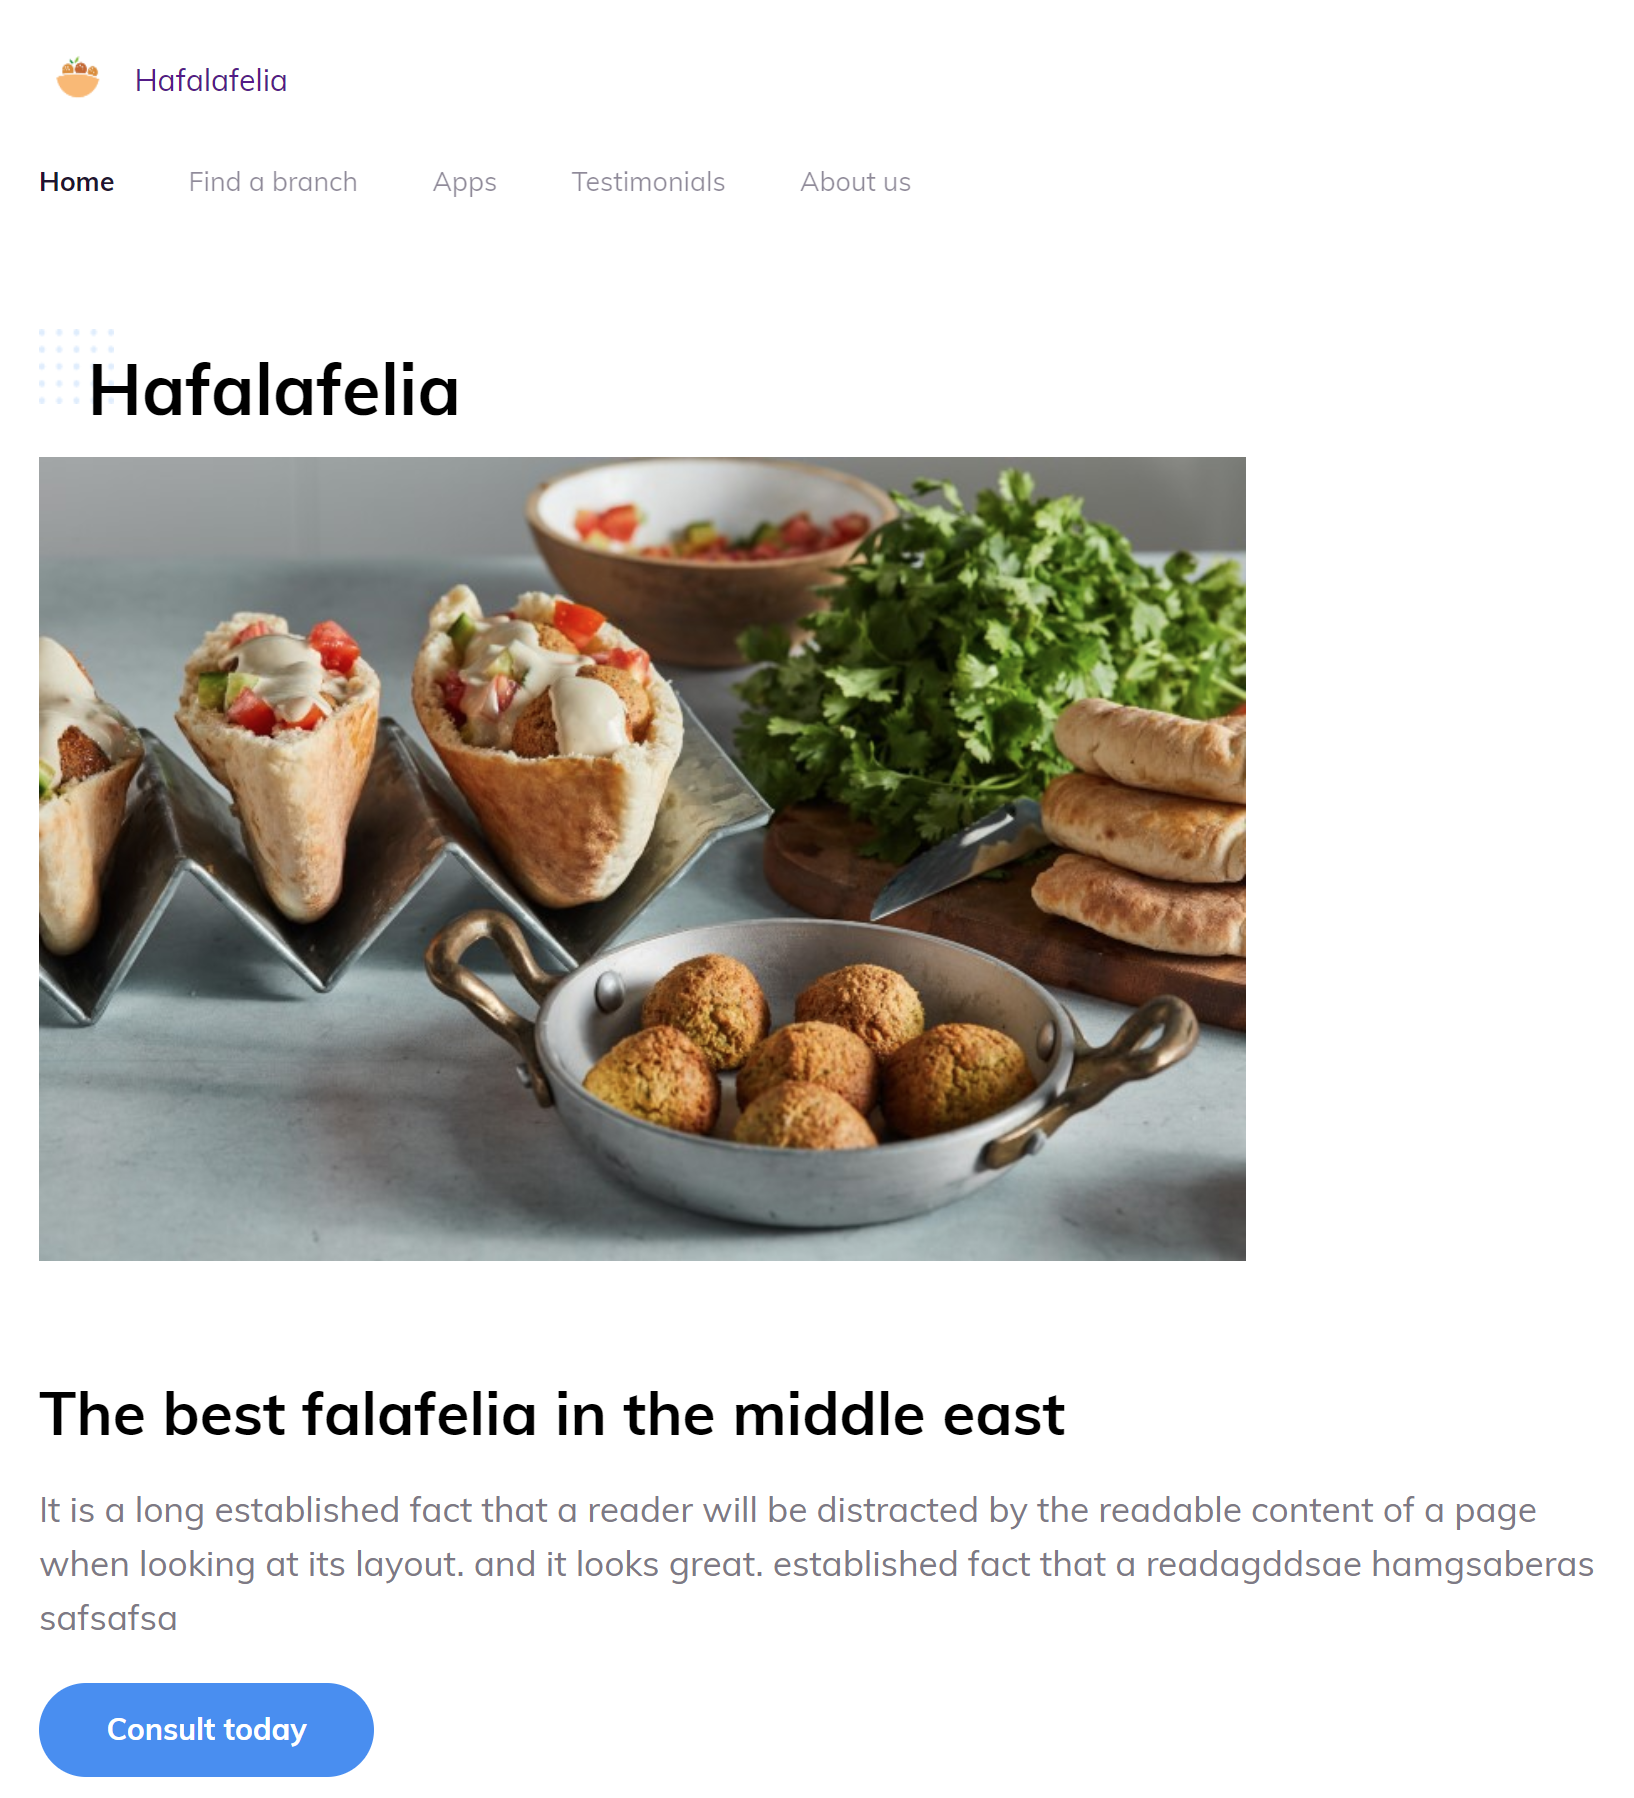 Hafalafelia
Home Find a branch Apps Testimonials About us
Hafalafelia
The best falafelia in the middle east
It is a long established fact that a reader will be distracted by the readable content of a page
when looking at its layout. and it looks great. established fact that a readagddsae hamgsaberas
safsafsa
Consult today